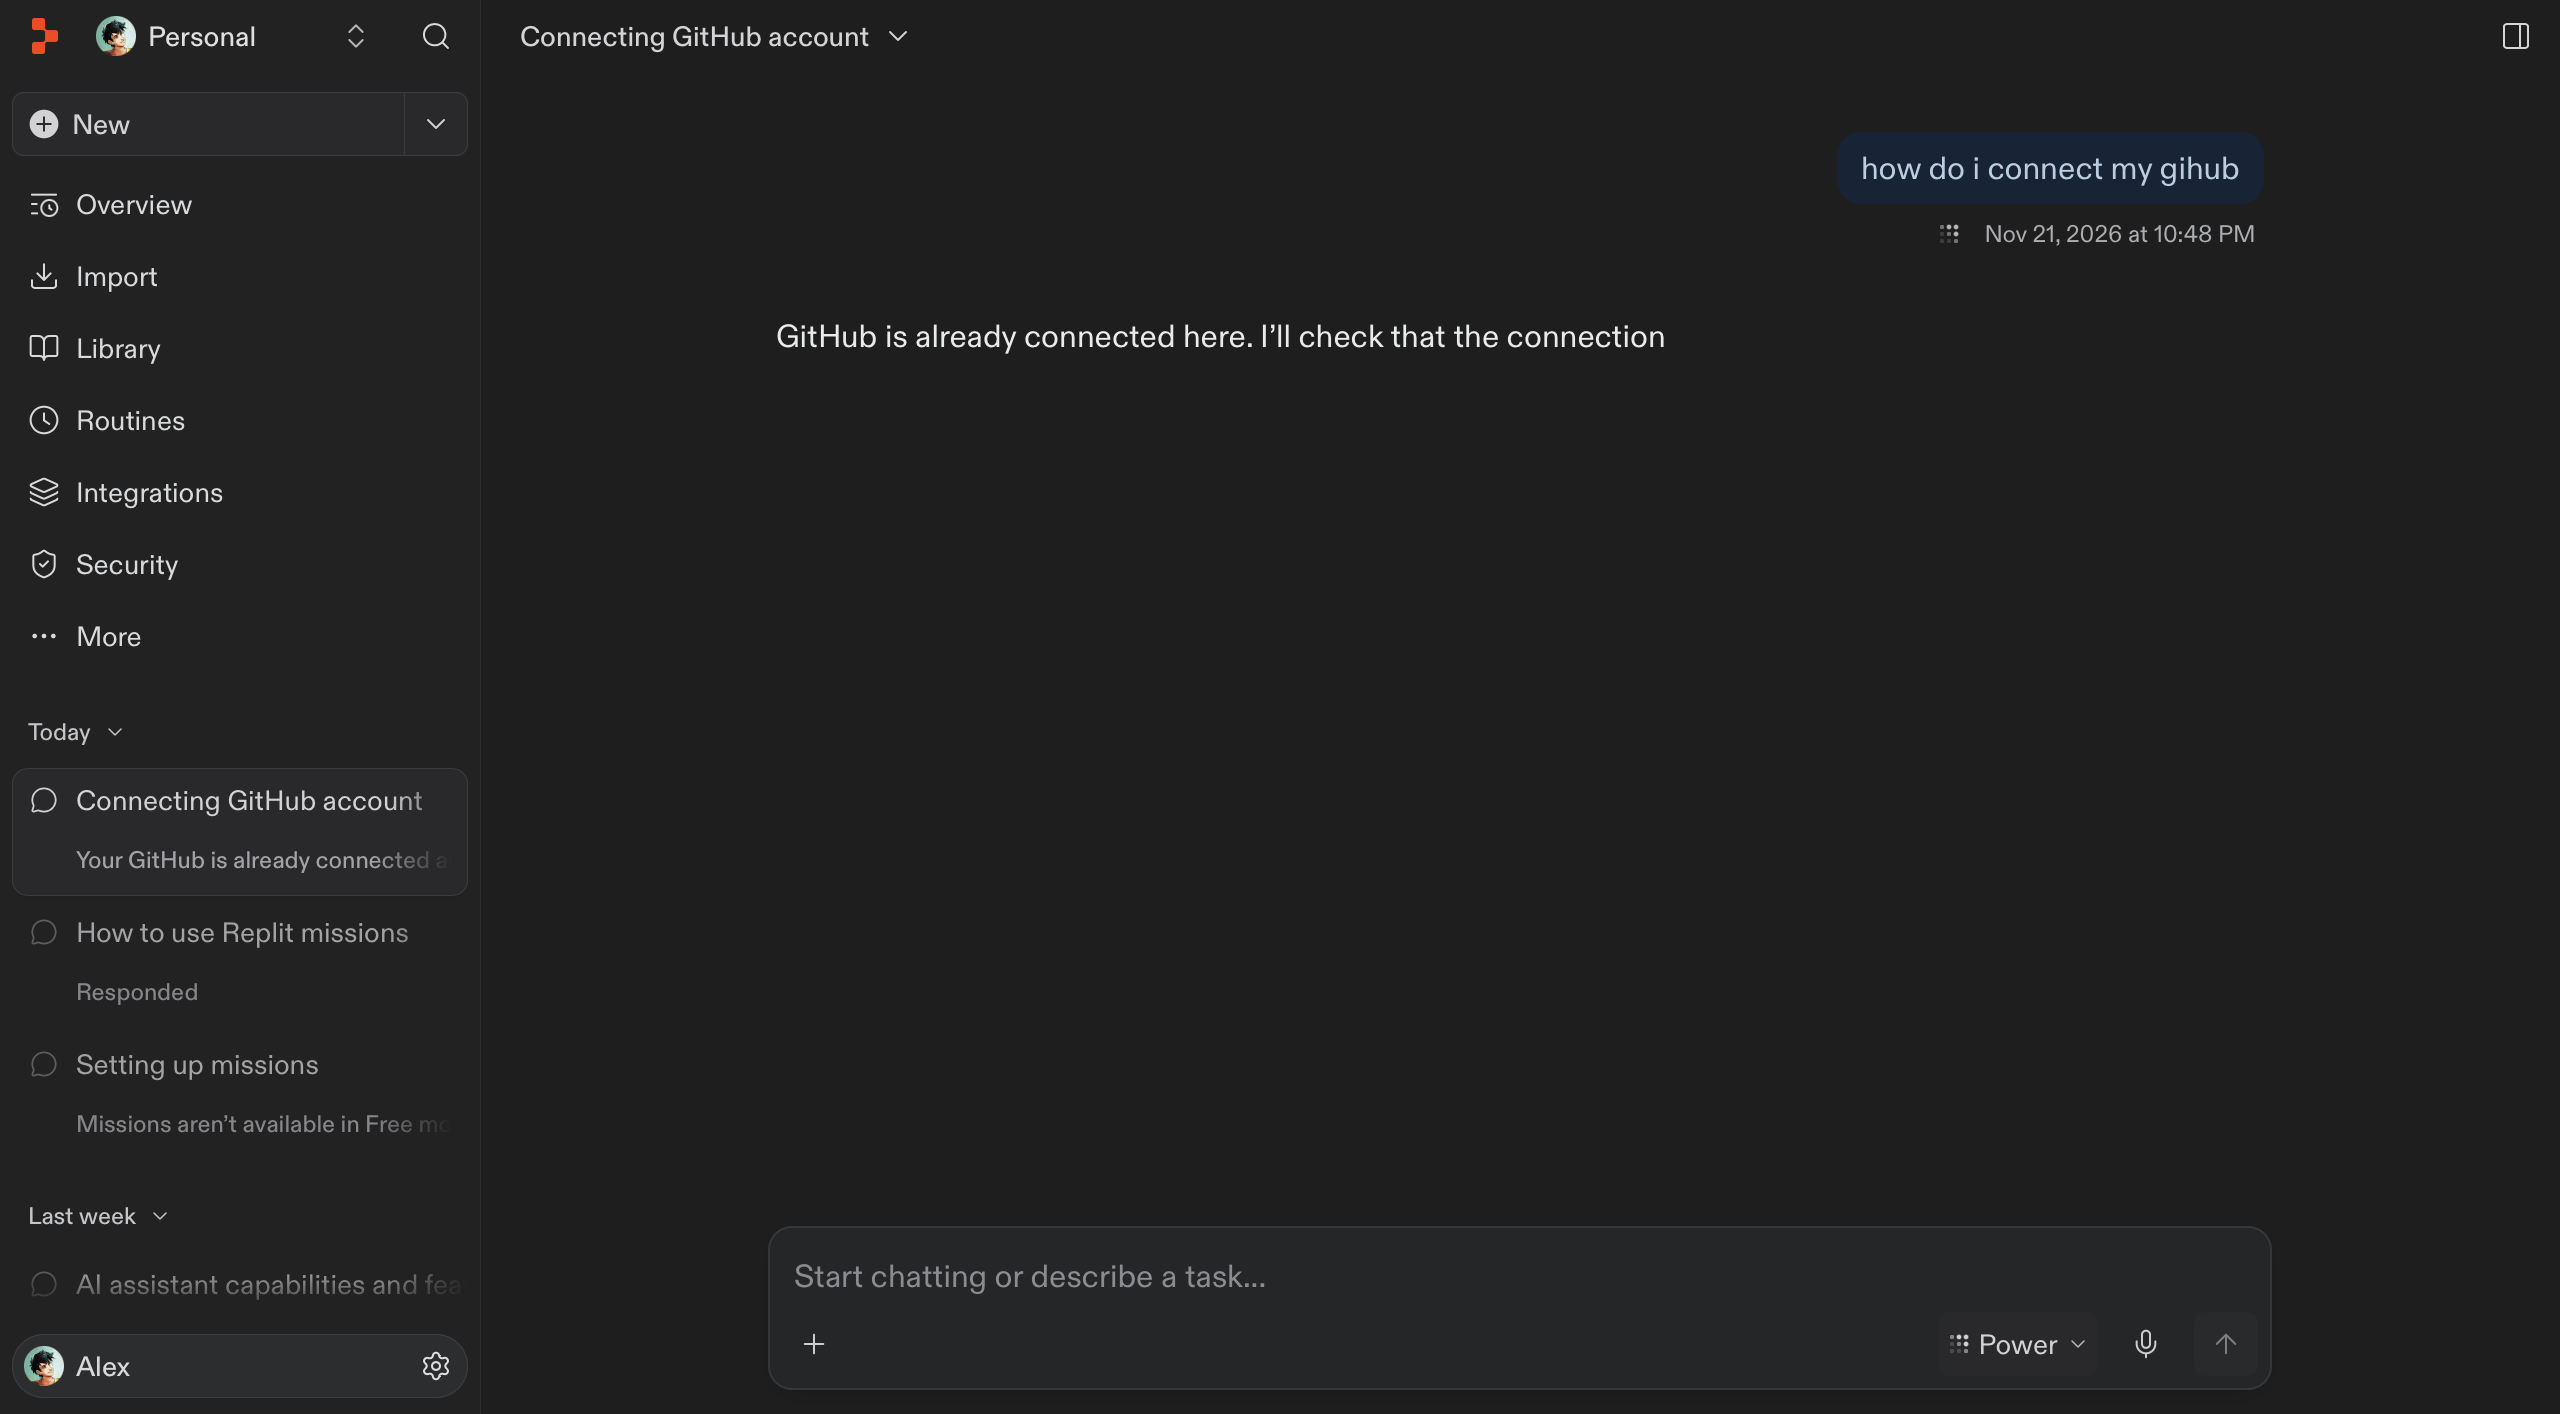 Personal
New
Overview
Import
Library
Routines
Integrations
Security
More
Today
Connecting GitHub account
Your GitHub is already connected
How to use Replit missions
Responded
Setting up missions
Missions aren’t available in Free
Last week
AI assistant capabilities and
Alex
Connecting GitHub account
how do i connect my gihub
Nov 21, 2026 at 10:48 PM
GitHub is already connected here. I’ll check that the connection
Start chatting or describe a task...
Power